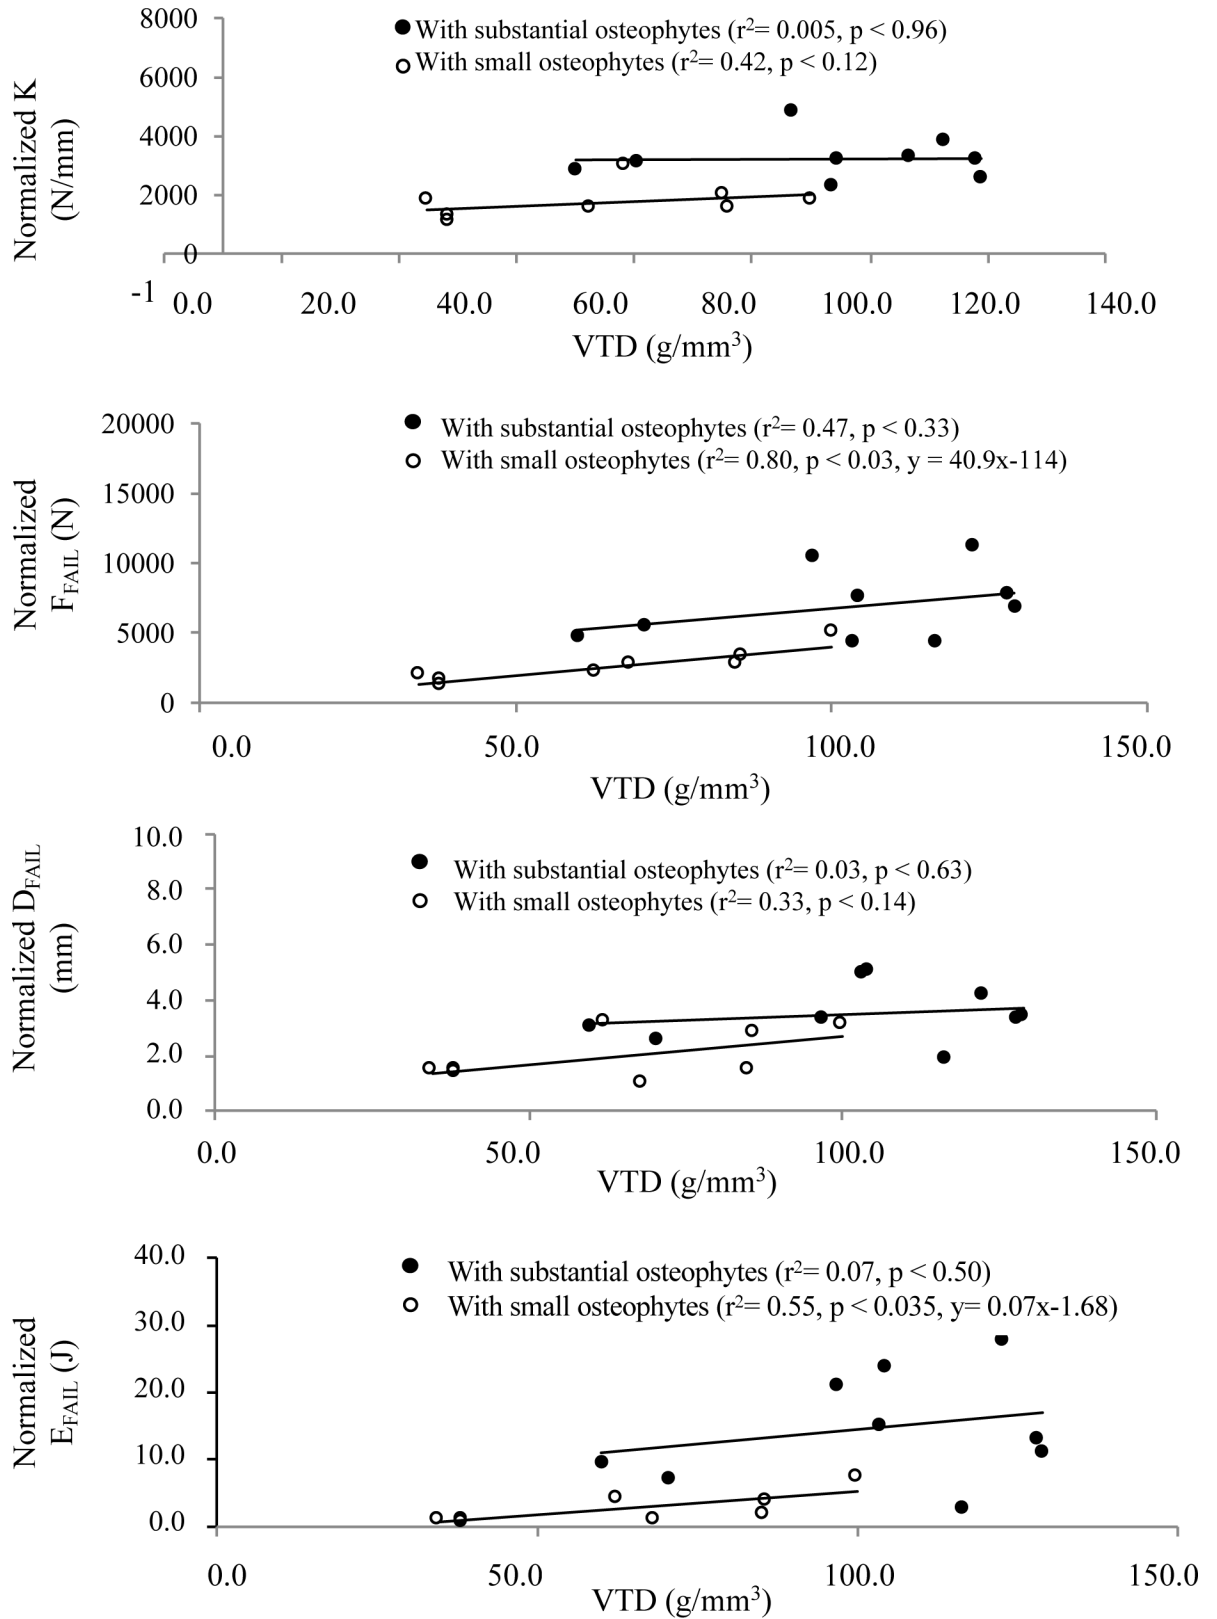 8000
6000
4000
2000
0
Normalized K
(N/mm)
With substantial osteophytes (r²= 0.005, p < 0.96)
With small osteophytes (r²= 0.42, p < 0.12)
-1 0.0 20.0 40.0 60.0 80.0 100.0 120.0 140.0
VTD (g/mm³)
20000
15000
10000
5000
0
Normalized
FFAIL (N)
With substantial osteophytes (r²= 0.47, p < 0.33)
With small osteophytes (r²= 0.80, p < 0.03, y = 40.9x-114)
0.0 50.0 100.0 150.0
VTD (g/mm³)
10.0
8.0
6.0
4.0
2.0
0.0
Normalized DFAIL
(mm)
With substantial osteophytes (r²= 0.03, p < 0.63)
With small osteophytes (r²= 0.33, p < 0.14)
0.0 50.0 100.0 150.0
VTD (g/mm³)
40.0
30.0
20.0
10.0
0.0
Normalized
EFAIL (J)
With substantial osteophytes (r²= 0.07, p < 0.50)
With small osteophytes (r²= 0.55, p < 0.035, y= 0.07x-1.68)
0.0 50.0 100.0 150.0
VTD (g/mm³)